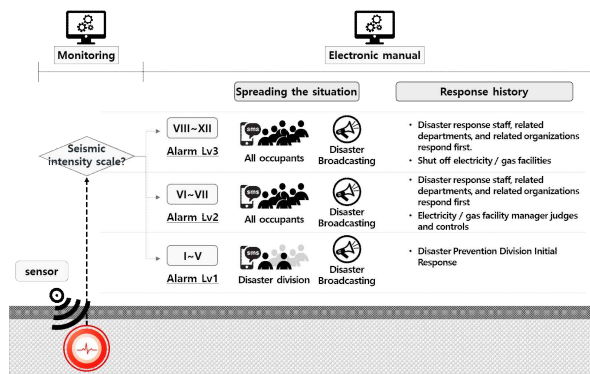 Monitoring
Electronic manual
Spreading the situation
Response history
Seismic
intensity scale?
VIII~XII
Alarm Lv3
sms
All occupants
Disaster
Broadcasting
• Disaster response staff, related
departments, and related organizations
respond first.
• Shut off electricity / gas facilities
VI~VII
Alarm Lv2
sms
All occupants
Disaster
Broadcasting
• Disaster response staff, related
departments, and related organizations
respond first
• Electricity / gas facility manager judges
and controls
I~V
Alarm Lv1
sms
Disaster division
Disaster
Broadcasting
• Disaster Prevention Division Initial
Response
sensor